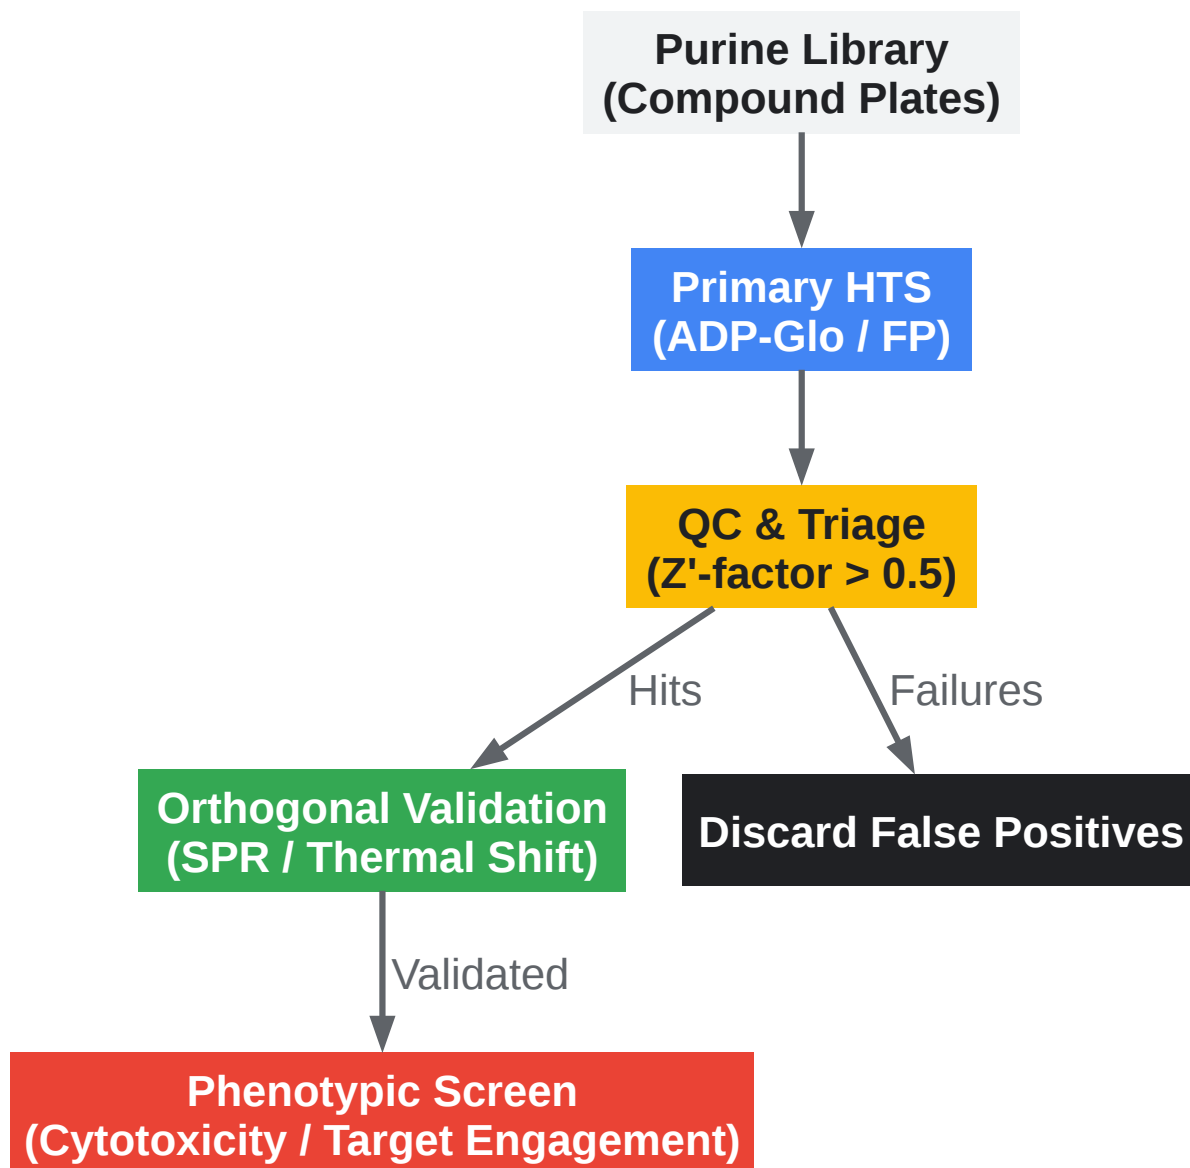 Purine Library
(Compound Plates)
Primary HTS
(ADP-Glo / FP)
QC & Triage
(Z'-factor > 0.5)
Hits
Failures
Orthogonal Validation
(SPR / Thermal Shift)
Discard False Positives
Validated
Phenotypic Screen
(Cytotoxicity / Target Engagement)